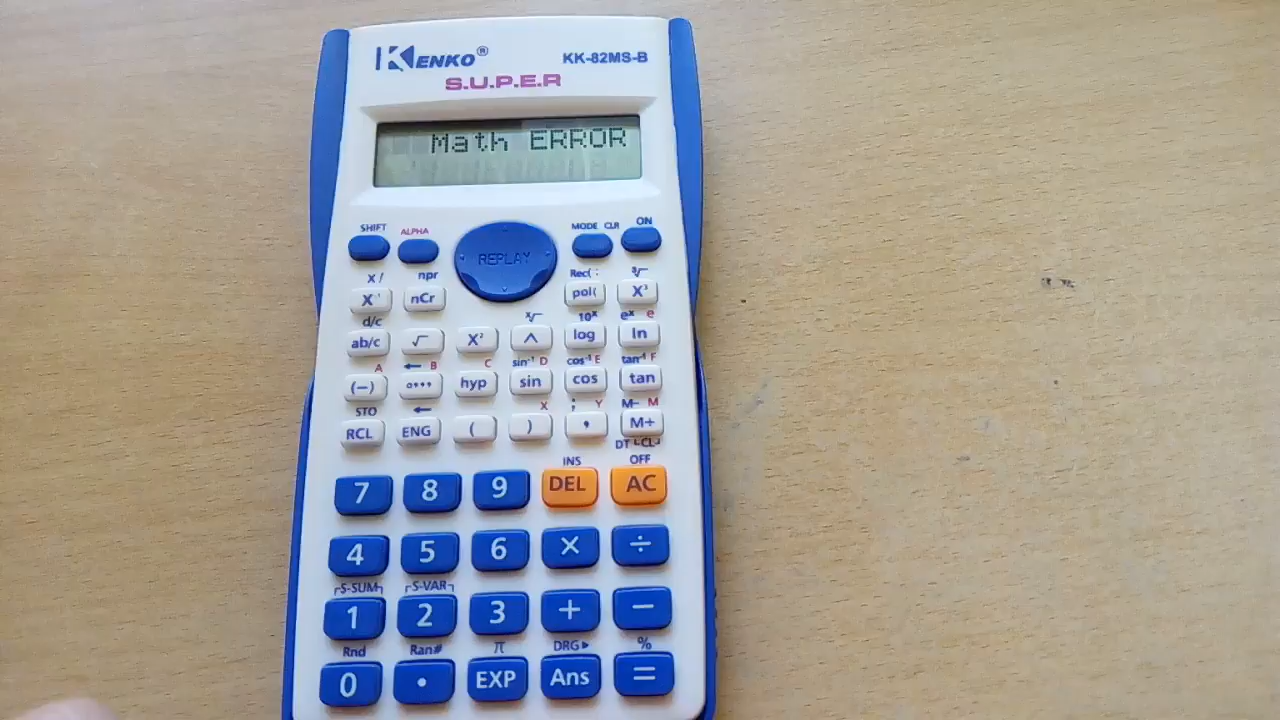 KENKO® KK-82MS-B
S.U.P.E.R
Math ERROR
SHIFT ALPHA MODE CLR ON
REPLAY
x! npr Rec( : ³√
X⁻¹ nCr pol( X³
d/c ˣ√ 10ˣ eˣ e
ab/c √ X² ^ log ln
A ← B C sin⁻¹ D cos⁻¹ E tan⁻¹ F
(−) °,,, hyp sin cos tan
STO ← X ; Y M- M
RCL ENG ( ) , M+
DT CL
INS OFF
7 8 9 DEL AC
4 5 6 × ÷
S-SUM S-VAR
1 2 3 + −
Rnd Ran# π DRG► %
0 • EXP Ans =